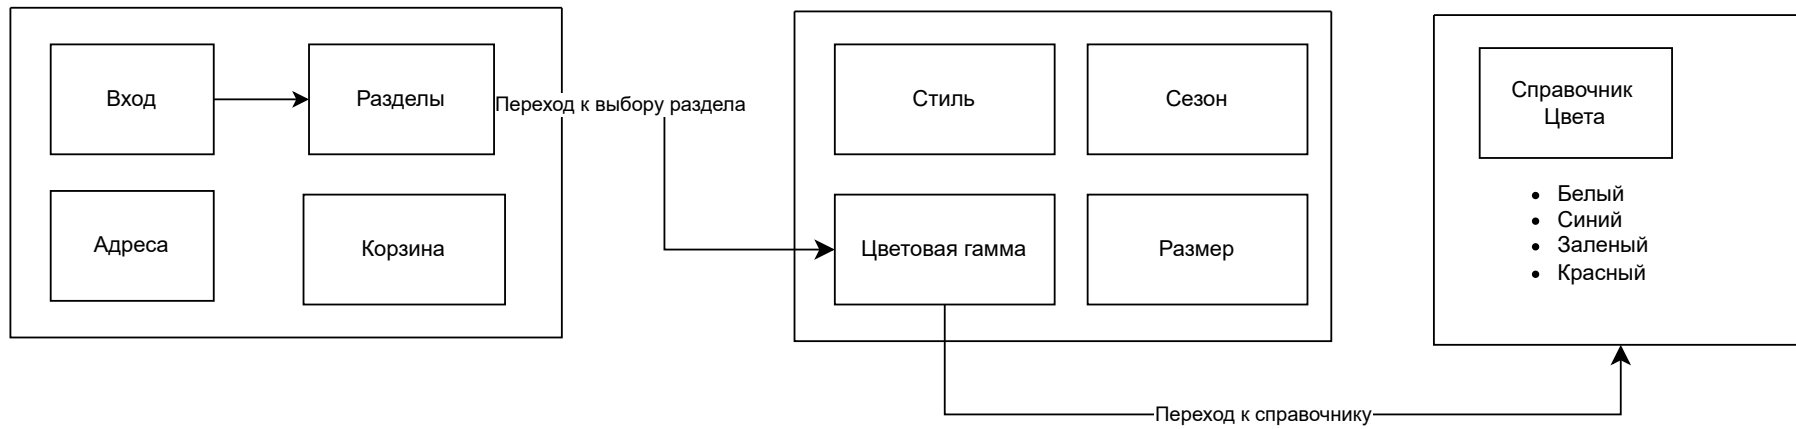 Вход
Разделы
Переход к выбору раздела
Адреса
Корзина
Стиль
Сезон
Цветовая гамма
Размер
Переход к справочнику
Справочник
Цвета
Белый
Синий
Заленый
Красный